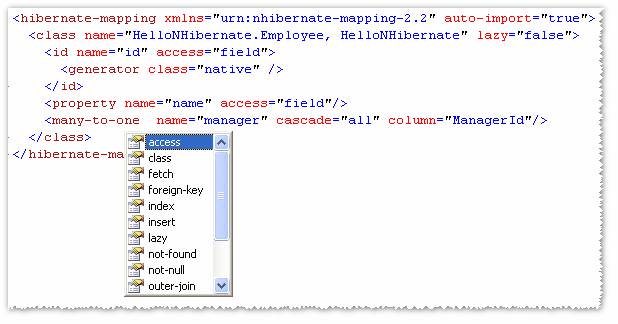 <hibernate-mapping xmlns="urn:nhibernate-mapping-2.2" auto-import="true">
<class name="HelloNHibernate.Employee, HelloNHibernate" lazy="false">
<id name="id" access="field">
<generator class="native" />
</id>
<property name="name" access="field"/>
<many-to-one  name="manager" cascade="all" column="ManagerId"/>
</class>
</hibernate-ma
access
class
fetch
foreign-key
index
insert
lazy
not-found
not-null
outer-join